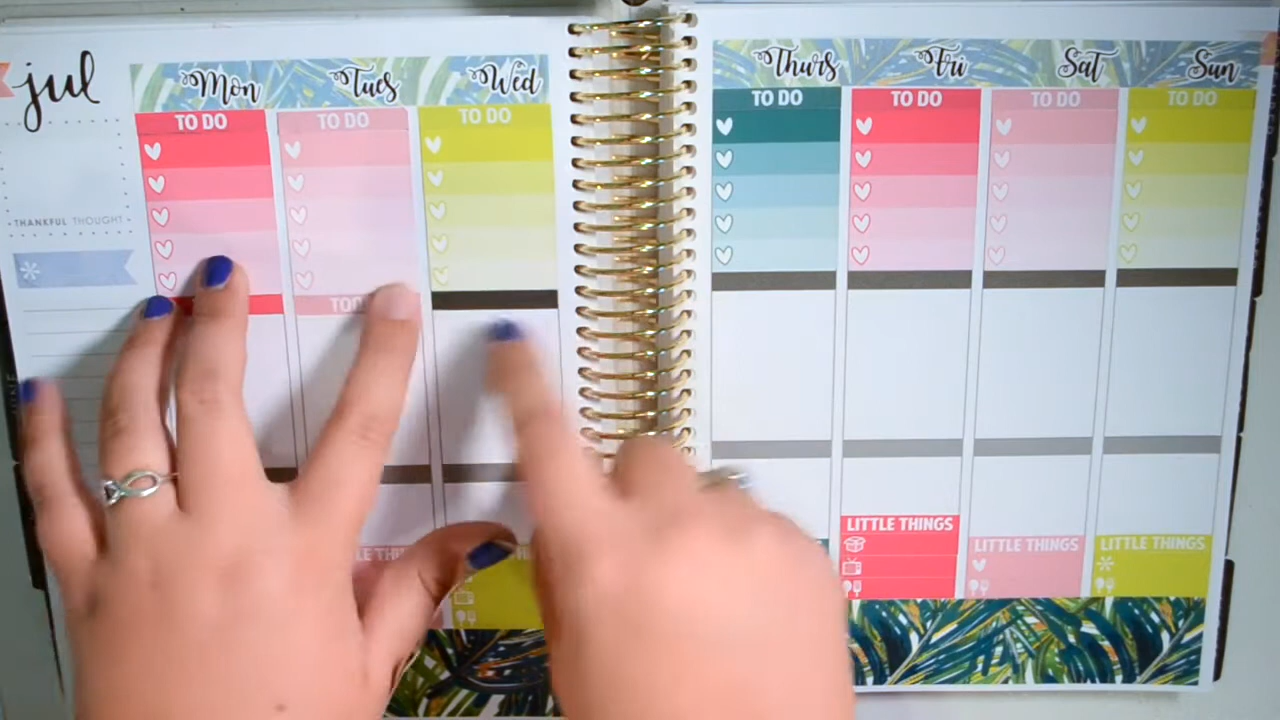 jul
Mon Tues Wed Thurs Fri Sat Sun
TO DO TO DO TO DO TO DO TO DO TO DO TO DO
THANKFUL THOUGHT
LITTLE THINGS LITTLE THINGS LITTLE THINGS